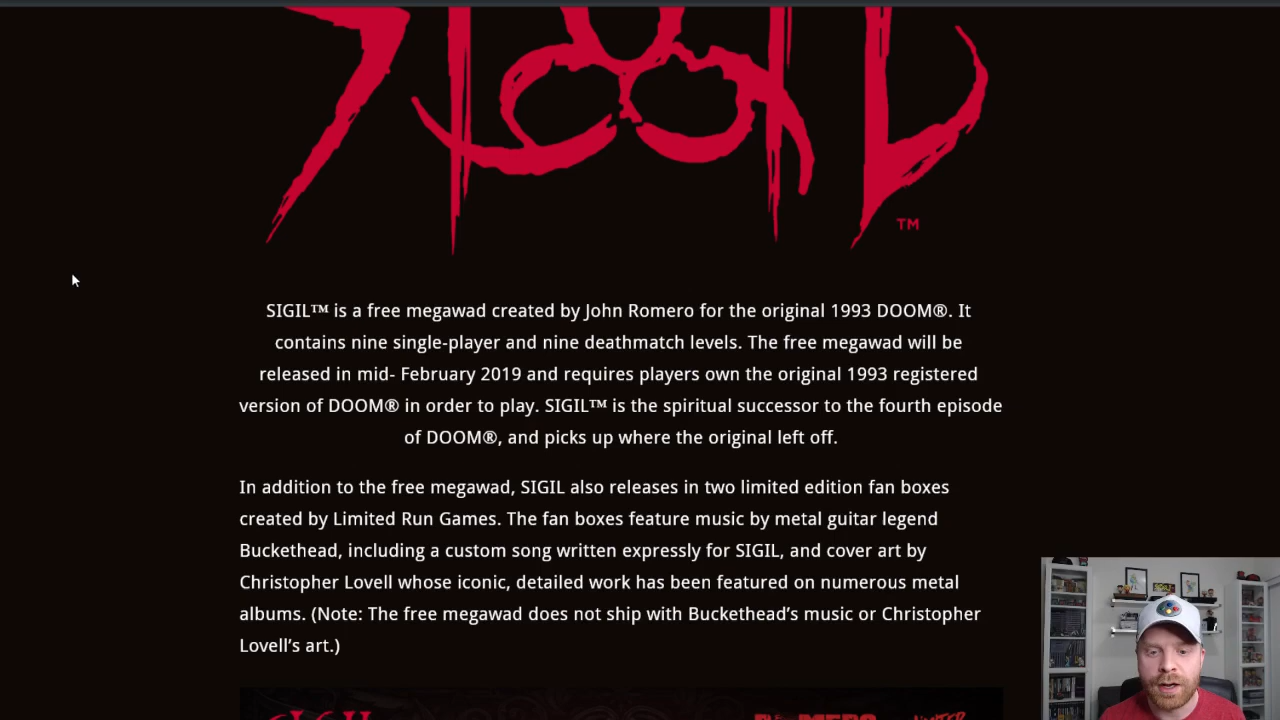 SIGIL
TM
SIGIL™ is a free megawad created by John Romero for the original 1993 DOOM®. It
contains nine single-player and nine deathmatch levels. The free megawad will be
released in mid- February 2019 and requires players own the original 1993 registered
version of DOOM® in order to play. SIGIL™ is the spiritual successor to the fourth episode
of DOOM®, and picks up where the original left off.
In addition to the free megawad, SIGIL also releases in two limited edition fan boxes
created by Limited Run Games. The fan boxes feature music by metal guitar legend
Buckethead, including a custom song written expressly for SIGIL, and cover art by
Christopher Lovell whose iconic, detailed work has been featured on numerous metal
albums. (Note: The free megawad does not ship with Buckethead’s music or Christopher
Lovell’s art.)